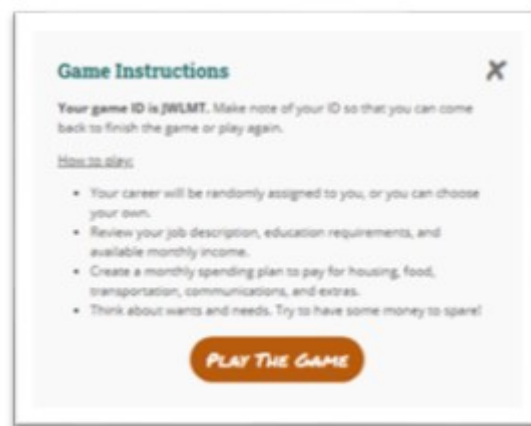 Game Instructions
Your game ID is JWLMT. Make note of your ID so that you can come
back to finish the game or play again.
How to play:
• Your career will be randomly assigned to you, or you can choose
your own.
• Review your job description, education requirements, and
available monthly income.
• Create a monthly spending plan to pay for housing, food,
transportation, communications, and extras.
• Think about wants and needs. Try to have some money to spare!
PLAY THE GAME